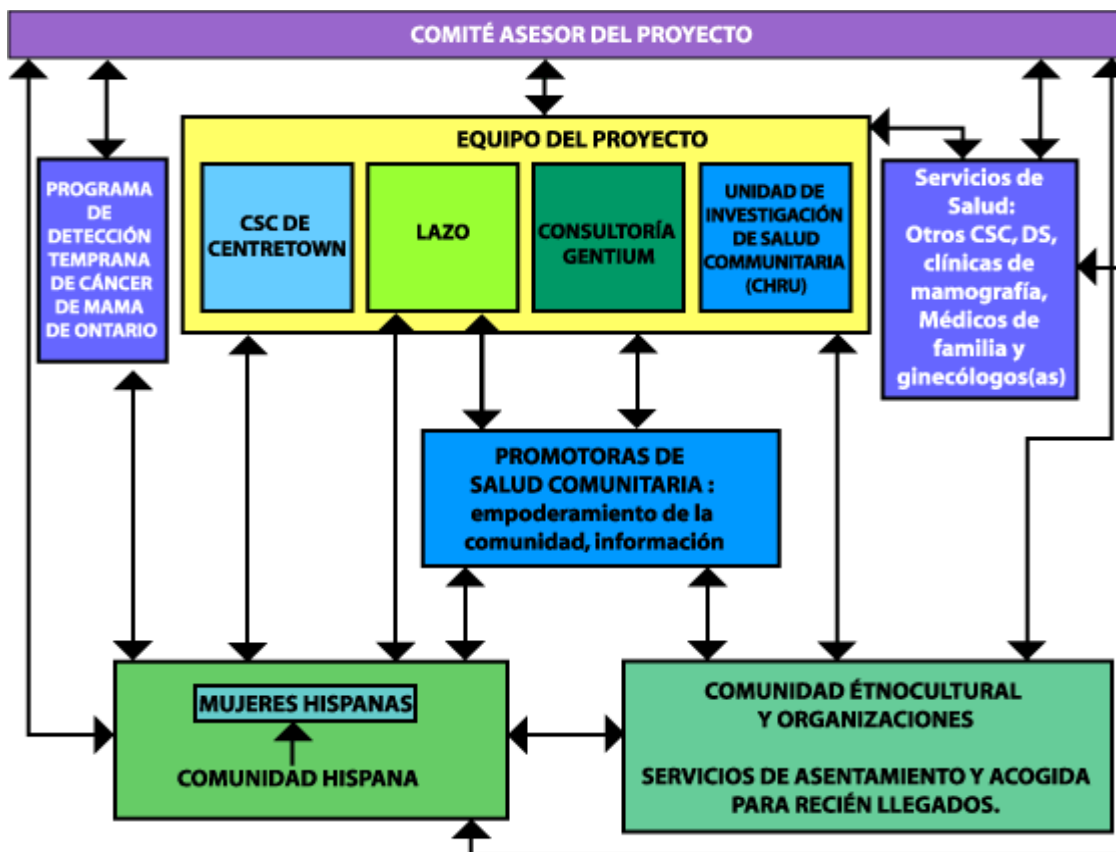 COMITÉ ASESOR DEL PROYECTO
EQUIPO DEL PROYECTO
PROGRAMA
DE
DETECCIÓN
TEMPRANA
DE CÁNCER
DE MAMA
DE ONTARIO
CSC DE
CENTRETOWN
LAZO
CONSULTORÍA
GENTIUM
UNIDAD DE
INVESTIGACIÓN
DE SALUD
COMMUNITARIA
(CHRU)
Servicios de
Salud:
Otros CSC, DS,
clínicas de
mamografía,
Médicos de
familia y
ginecólogos(as)
PROMOTORAS DE
SALUD COMUNITARIA :
empoderamiento de la
comunidad, información
MUJERES HISPANAS
COMUNIDAD HISPANA
COMUNIDAD ÉTNOCULTURAL
Y ORGANIZACIONES
SERVICIOS DE ASENTAMIENTO Y ACOGIDA
PARA RECIÉN LLEGADOS.